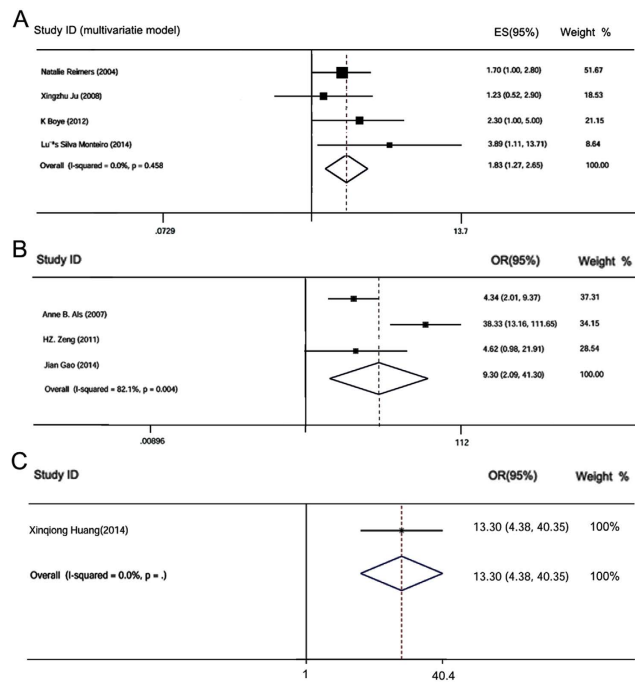 A
Study ID (multivariatie model) ES(95%) Weight %
Natalie Reimers (2004) 1.70 (1.00, 2.80) 51.67
Xingzhu Ju (2008) 1.23 (0.52, 2.90) 18.53
K Boye (2012) 2.30 (1.00, 5.00) 21.15
Lu¨*s Silva Monteiro (2014) 3.89 (1.11, 13.71) 8.64
Overall (I-squared = 0.0%, p = 0.458 1.83 (1.27, 2.65) 100.00
.0729 13.7
B
Study ID OR(95%) Weight %
4.34 (2.01, 9.37) 37.31
Anne B. Als (2007)
38.33 (13.16, 111.65) 34.15
HZ. Zeng (2011)
4.62 (0.98, 21.91) 28.54
Jian Gao (2014)
9.30 (2.09, 41.30) 100.00
Overall (I-squared = 82.1%, p = 0.004)
.00896 112
C
Study ID OR(95%) Weight %
Xinqiong Huang(2014) 13.30 (4.38, 40.35) 100%
Overall (I-squared = 0.0%, p = .) 13.30 (4.38, 40.35) 100%
1 40.4